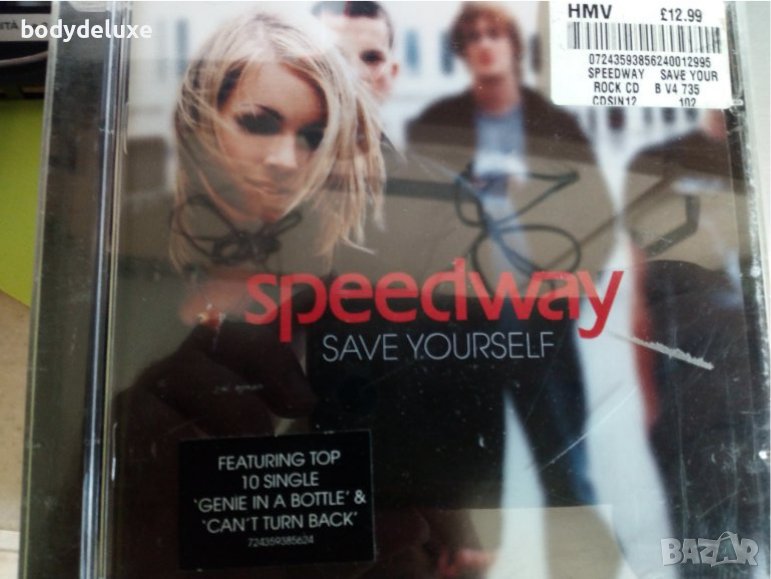 bodydeluxe
HMV £12.99
07243593856240012995
SPEEDWAY SAVE YOUR
ROCK CD B V4 735
CDSIN12 102
speedway
SAVE YOURSELF
FEATURING TOP
10 SINGLE
'GENIE IN A BOTTLE' &
'CAN'T TURN BACK'
724359385624
BAZAR